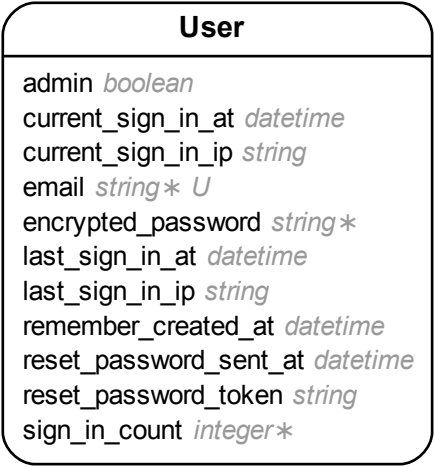 User
admin boolean
current_sign_in_at datetime
current_sign_in_ip string
email string∗ U
encrypted_password string∗
last_sign_in_at datetime
last_sign_in_ip string
remember_created_at datetime
reset_password_sent_at datetime
reset_password_token string
sign_in_count integer∗